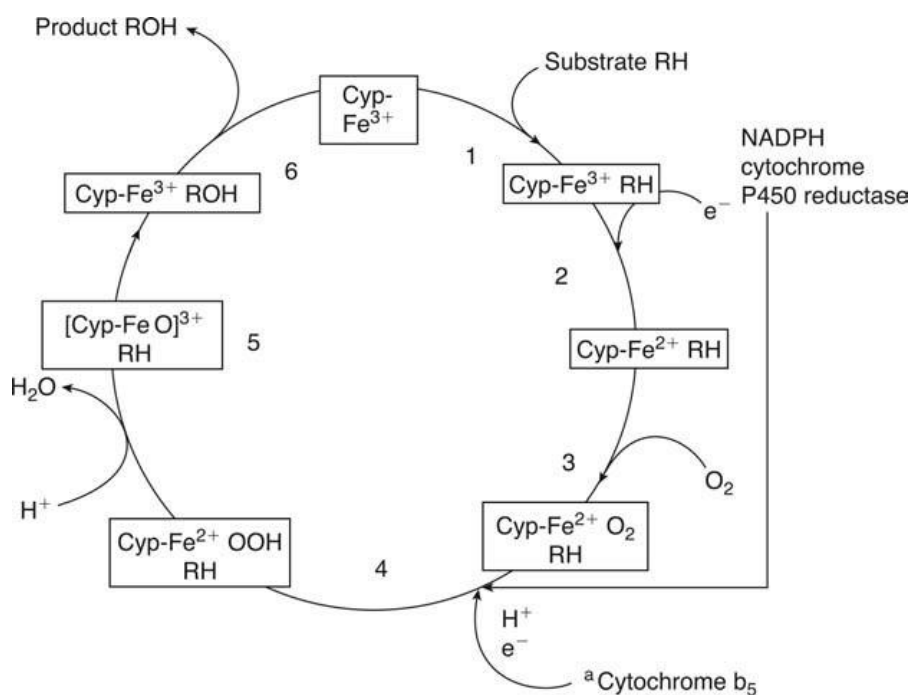 Product ROH
Substrate RH
Cyp-
Fe³⁺
1
NADPH
cytochrome
P450 reductase
6
Cyp-Fe³⁺ ROH
Cyp-Fe³⁺ RH
e⁻
2
[Cyp-Fe O]³⁺
RH
5
Cyp-Fe²⁺ RH
H₂O
3
O₂
H⁺
Cyp-Fe²⁺ OOH
RH
4
Cyp-Fe²⁺ O₂
RH
H⁺
e⁻
ᵃCytochrome b₅